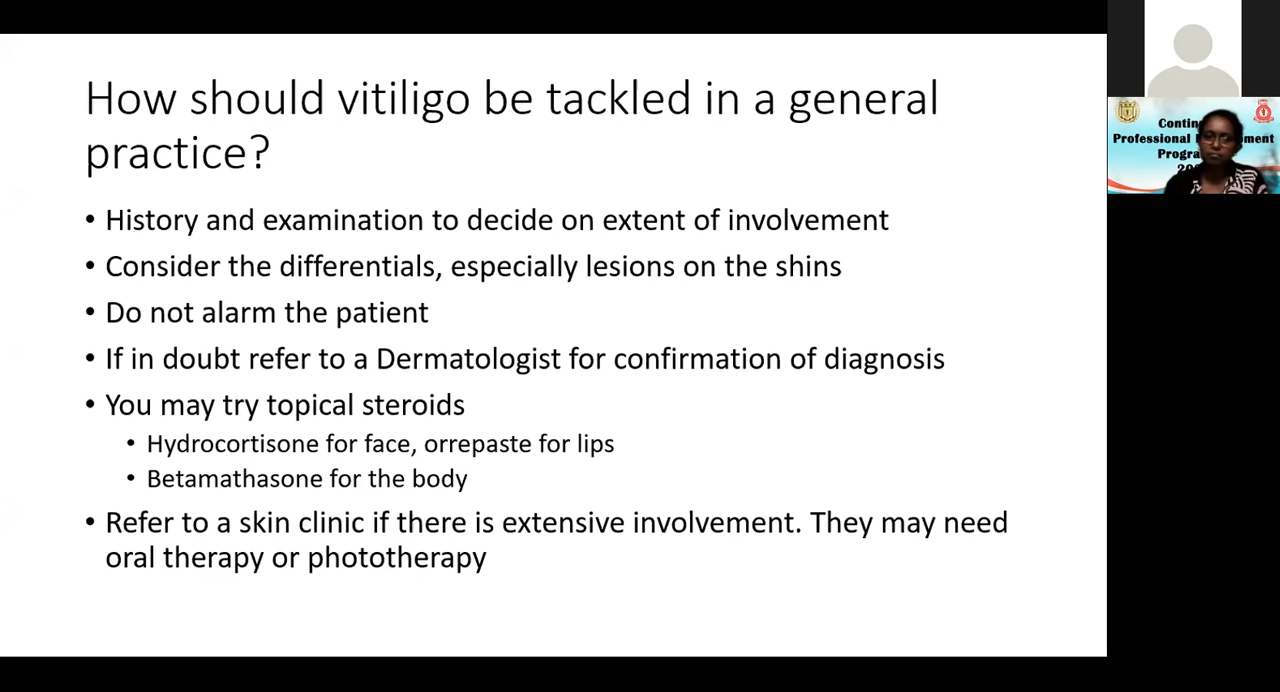 How should vitiligo be tackled in a general
practice?
• History and examination to decide on extent of involvement
• Consider the differentials, especially lesions on the shins
• Do not alarm the patient
• If in doubt refer to a Dermatologist for confirmation of diagnosis
• You may try topical steroids
• Hydrocortisone for face, orrepaste for lips
• Betamathasone for the body
• Refer to a skin clinic if there is extensive involvement. They may need
oral therapy or phototherapy
Professional